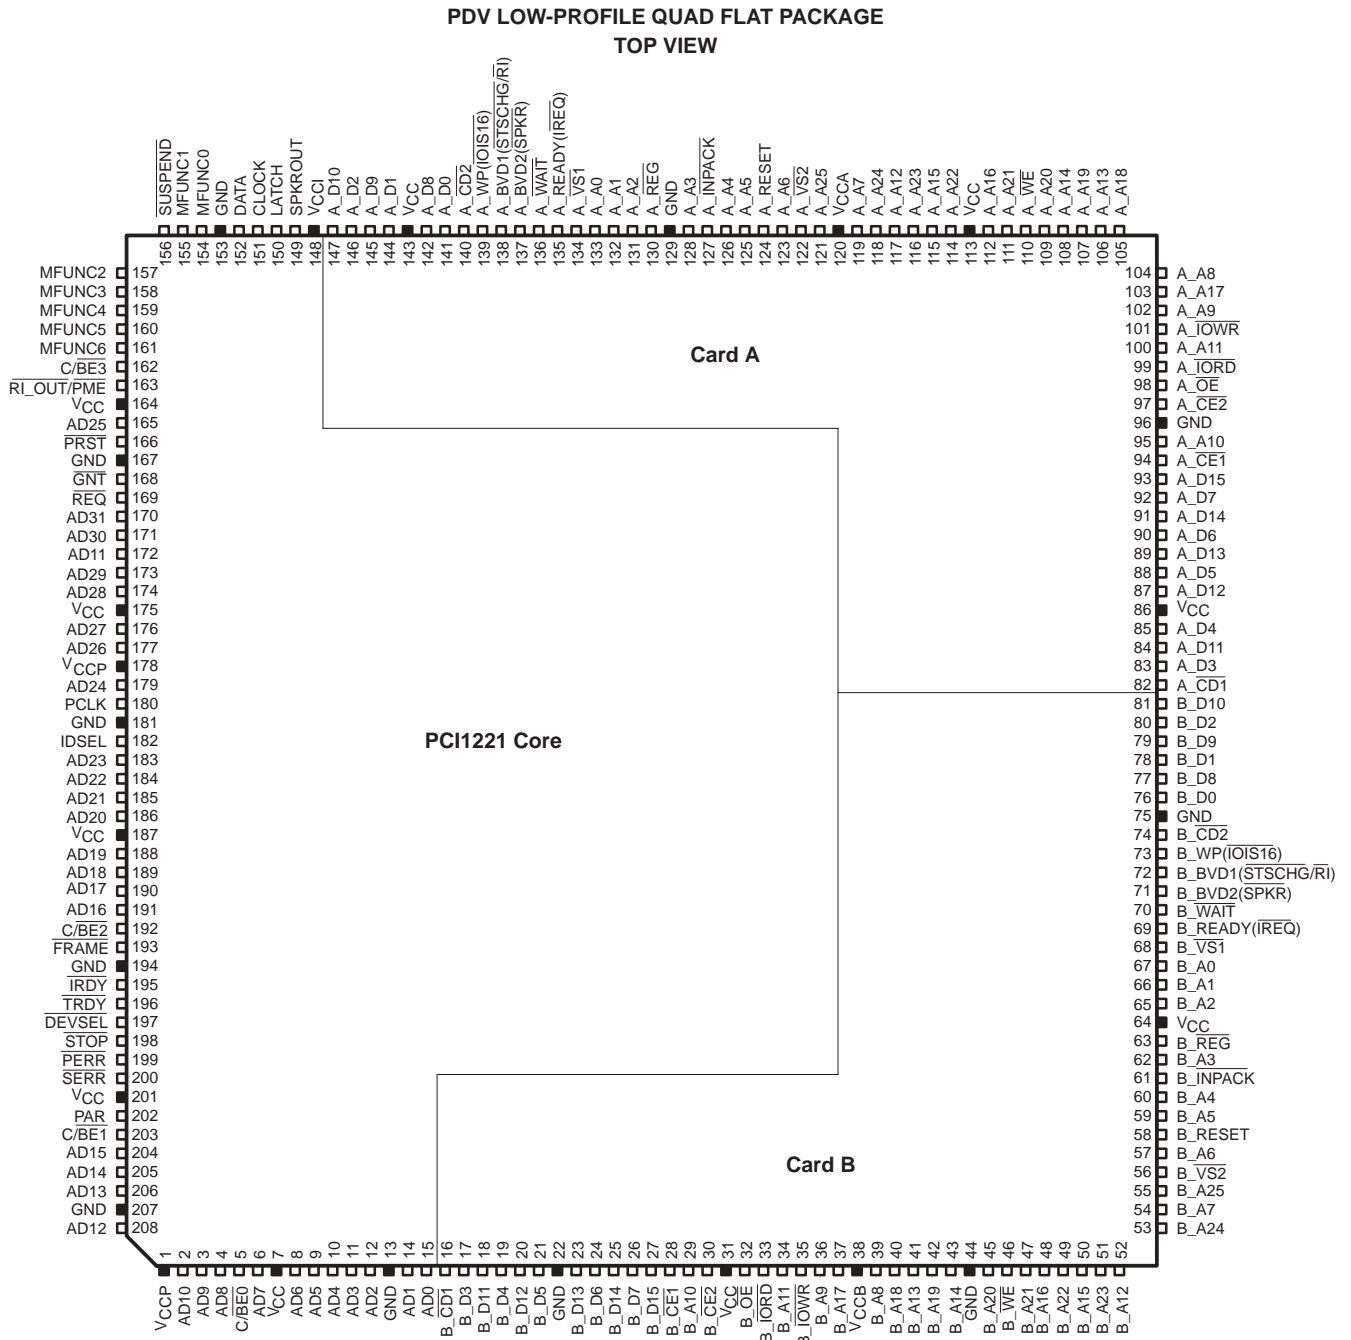 PDV LOW-PROFILE QUAD FLAT PACKAGE
TOP VIEW
SUSPEND 156
MFUNC1 155
MFUNC0 154
GND 153
DATA 152
CLOCK 151
LATCH 150
SPKROUT 149
VCCI 148
A_D10 147
A_D2 146
A_D9 145
A_D1 144
VCC 143
A_D8 142
A_D0 141
A_CD2 140
A_WP(IOIS16) 139
A_BVD1(STSCHG/RI) 138
A_BVD2(SPKR) 137
A_WAIT 136
A_READY(IREQ) 135
A_VS1 134
A_A0 133
A_A1 132
A_A2 131
A_REG 130
GND 129
A_A3 128
A_INPACK 127
A_A4 126
A_A5 125
A_RESET 124
A_A6 123
A_VS2 122
A_A25 121
VCCA 120
A_A7 119
A_A24 118
A_A12 117
A_A23 116
A_A15 115
A_A22 114
VCC 113
A_A16 112
A_A21 111
A_WE 110
A_A20 109
A_A14 108
A_A19 107
A_A13 106
A_A18 105
MFUNC2 157
MFUNC3 158
MFUNC4 159
MFUNC5 160
MFUNC6 161
C/BE3 162
RI_OUT/PME 163
VCC 164
AD25 165
PRST 166
GND 167
GNT 168
REQ 169
AD31 170
AD30 171
AD11 172
AD29 173
AD28 174
VCC 175
AD27 176
AD26 177
VCCP 178
AD24 179
PCLK 180
GND 181
IDSEL 182
AD23 183
AD22 184
AD21 185
AD20 186
VCC 187
AD19 188
AD18 189
AD17 190
AD16 191
C/BE2 192
FRAME 193
GND 194
IRDY 195
TRDY 196
DEVSEL 197
STOP 198
PERR 199
SERR 200
VCC 201
PAR 202
C/BE1 203
AD15 204
AD14 205
AD13 206
GND 207
AD12 208
Card A
PCI1221 Core
Card B
104 A_A8
103 A_A17
102 A_A9
101 A_IOWR
100 A_A11
99 A_IORD
98 A_OE
97 A_CE2
96 GND
95 A_A10
94 A_CE1
93 A_D15
92 A_D7
91 A_D14
90 A_D6
89 A_D13
88 A_D5
87 A_D12
86 VCC
85 A_D4
84 A_D11
83 A_D3
82 A_CD1
81 B_D10
80 B_D2
79 B_D9
78 B_D1
77 B_D8
76 B_D0
75 GND
74 B_CD2
73 B_WP(IOIS16)
72 B_BVD1(STSCHG/RI)
71 B_BVD2(SPKR)
70 B_WAIT
69 B_READY(IREQ)
68 B_VS1
67 B_A0
66 B_A1
65 B_A2
64 VCC
63 B_REG
62 B_A3
61 B_INPACK
60 B_A4
59 B_A5
58 B_RESET
57 B_A6
56 B_VS2
55 B_A25
54 B_A7
53 B_A24
1 VCCP
2 AD10
3 AD9
4 AD8
5 C/BE0
6 AD7
7 VCC
8 AD6
9 AD5
10 AD4
11 AD3
12 AD2
13 GND
14 AD1
15 AD0
16 B_CD1
17 B_D3
18 B_D11
19 B_D4
20 B_D12
21 B_D5
22 GND
23 B_D13
24 B_D6
25 B_D14
26 B_D7
27 B_D15
28 B_CE1
29 B_A10
30 B_CE2
31 VCC
32 B_OE
33 B_IORD
34 B_A11
35 B_IOWR
36 B_A9
37 B_A17
38 VCCB
39 B_A8
40 B_A18
41 B_A13
42 B_A19
43 B_A14
44 GND
45 B_A20
46 B_WE
47 B_A21
48 B_A16
49 B_A22
50 B_A15
51 B_A23
52 B_A12